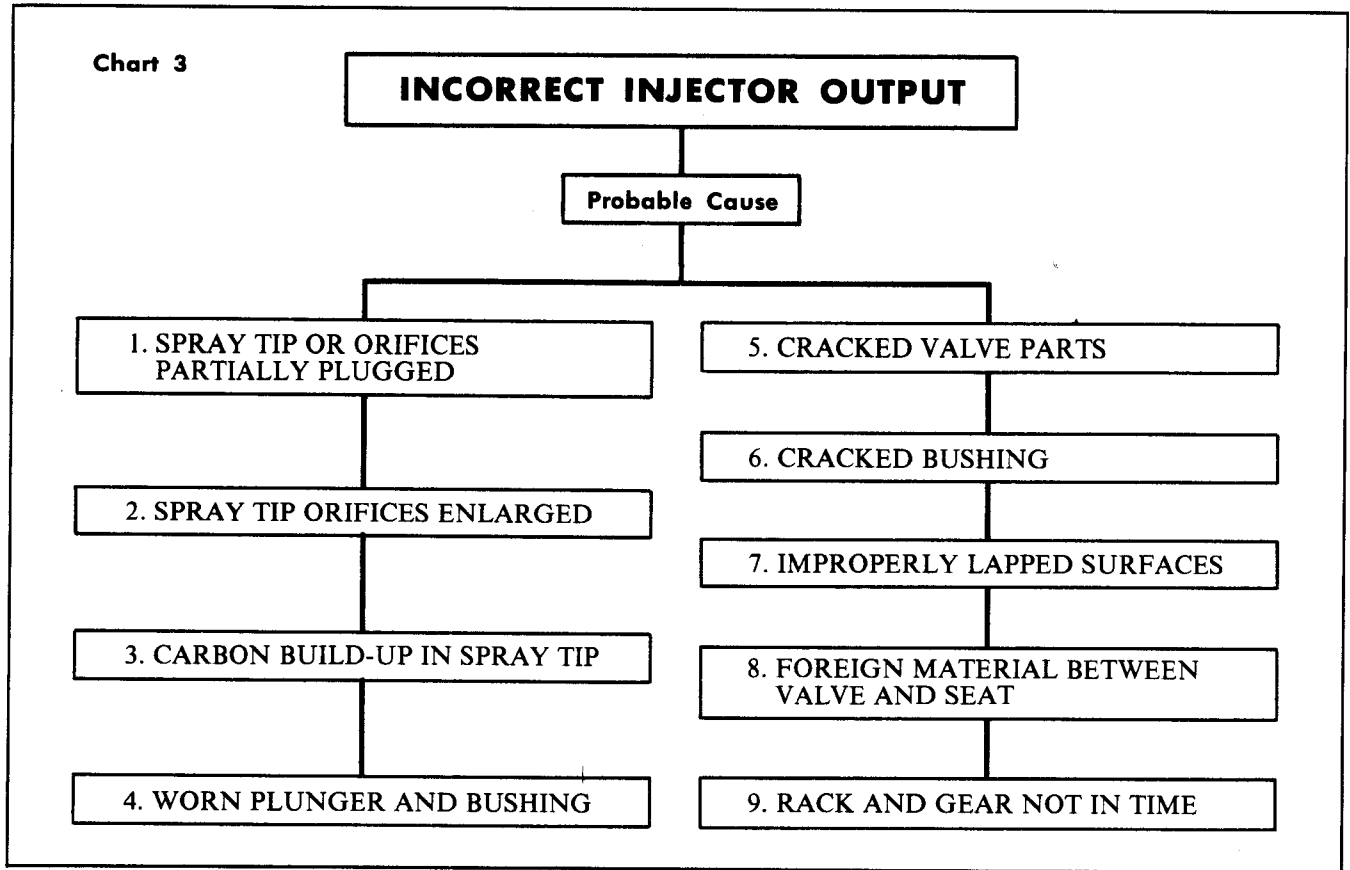 Chart 3
INCORRECT INJECTOR OUTPUT
Probable Cause
1. SPRAY TIP OR ORIFICES
PARTIALLY PLUGGED
2. SPRAY TIP ORIFICES ENLARGED
3. CARBON BUILD-UP IN SPRAY TIP
4. WORN PLUNGER AND BUSHING
5. CRACKED VALVE PARTS
6. CRACKED BUSHING
7. IMPROPERLY LAPPED SURFACES
8. FOREIGN MATERIAL BETWEEN
VALVE AND SEAT
9. RACK AND GEAR NOT IN TIME